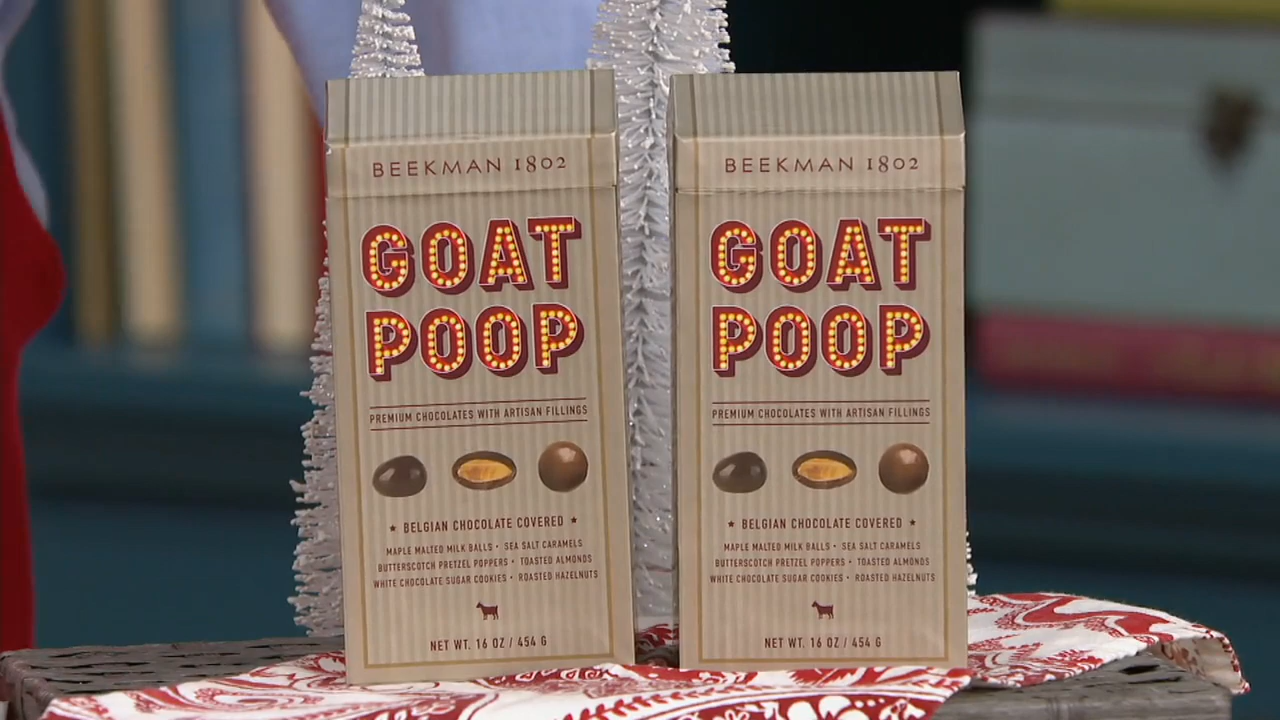 BEEKMAN 1802
GOAT
POOP
PREMIUM CHOCOLATES WITH ARTISAN FILLINGS
★ BELGIAN CHOCOLATE COVERED ★
MAPLE MALTED MILK BALLS • SEA SALT CARAMELS
BUTTERSCOTCH PRETZEL POPPERS • TOASTED ALMONDS
WHITE CHOCOLATE SUGAR COOKIES • ROASTED HAZELNUTS
NET WT. 16 OZ / 454 G
BEEKMAN 1802
GOAT
POOP
PREMIUM CHOCOLATES WITH ARTISAN FILLINGS
★ BELGIAN CHOCOLATE COVERED ★
MAPLE MALTED MILK BALLS • SEA SALT CARAMELS
BUTTERSCOTCH PRETZEL POPPERS • TOASTED ALMONDS
WHITE CHOCOLATE SUGAR COOKIES • ROASTED HAZELNUTS
NET WT. 16 OZ / 454 G